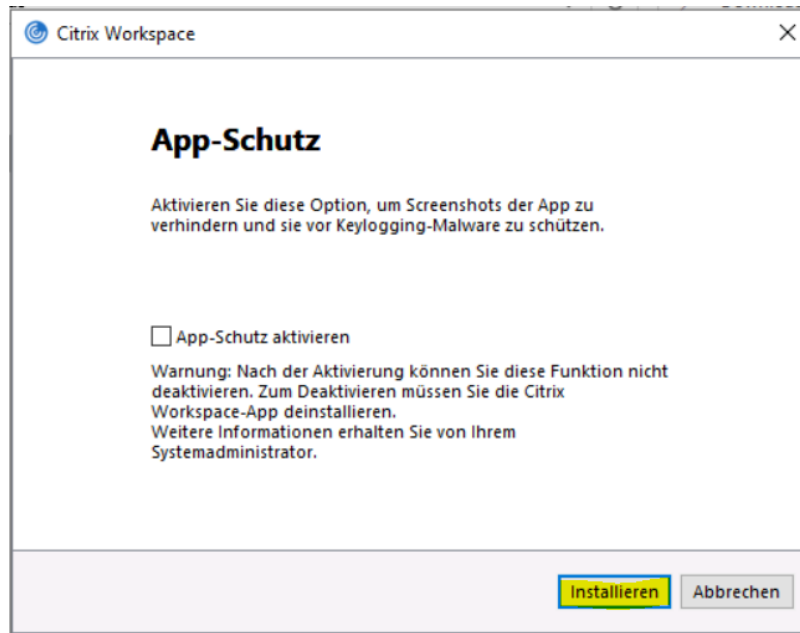 Citrix Workspace
App-Schutz
Aktivieren Sie diese Option, um Screenshots der App zu
verhindern und sie vor Keylogging-Malware zu schützen.
App-Schutz aktivieren
Warnung: Nach der Aktivierung können Sie diese Funktion nicht
deaktivieren. Zum Deaktivieren müssen Sie die Citrix
Workspace-App deinstallieren.
Weitere Informationen erhalten Sie von Ihrem
Systemadministrator.
Installieren Abbrechen